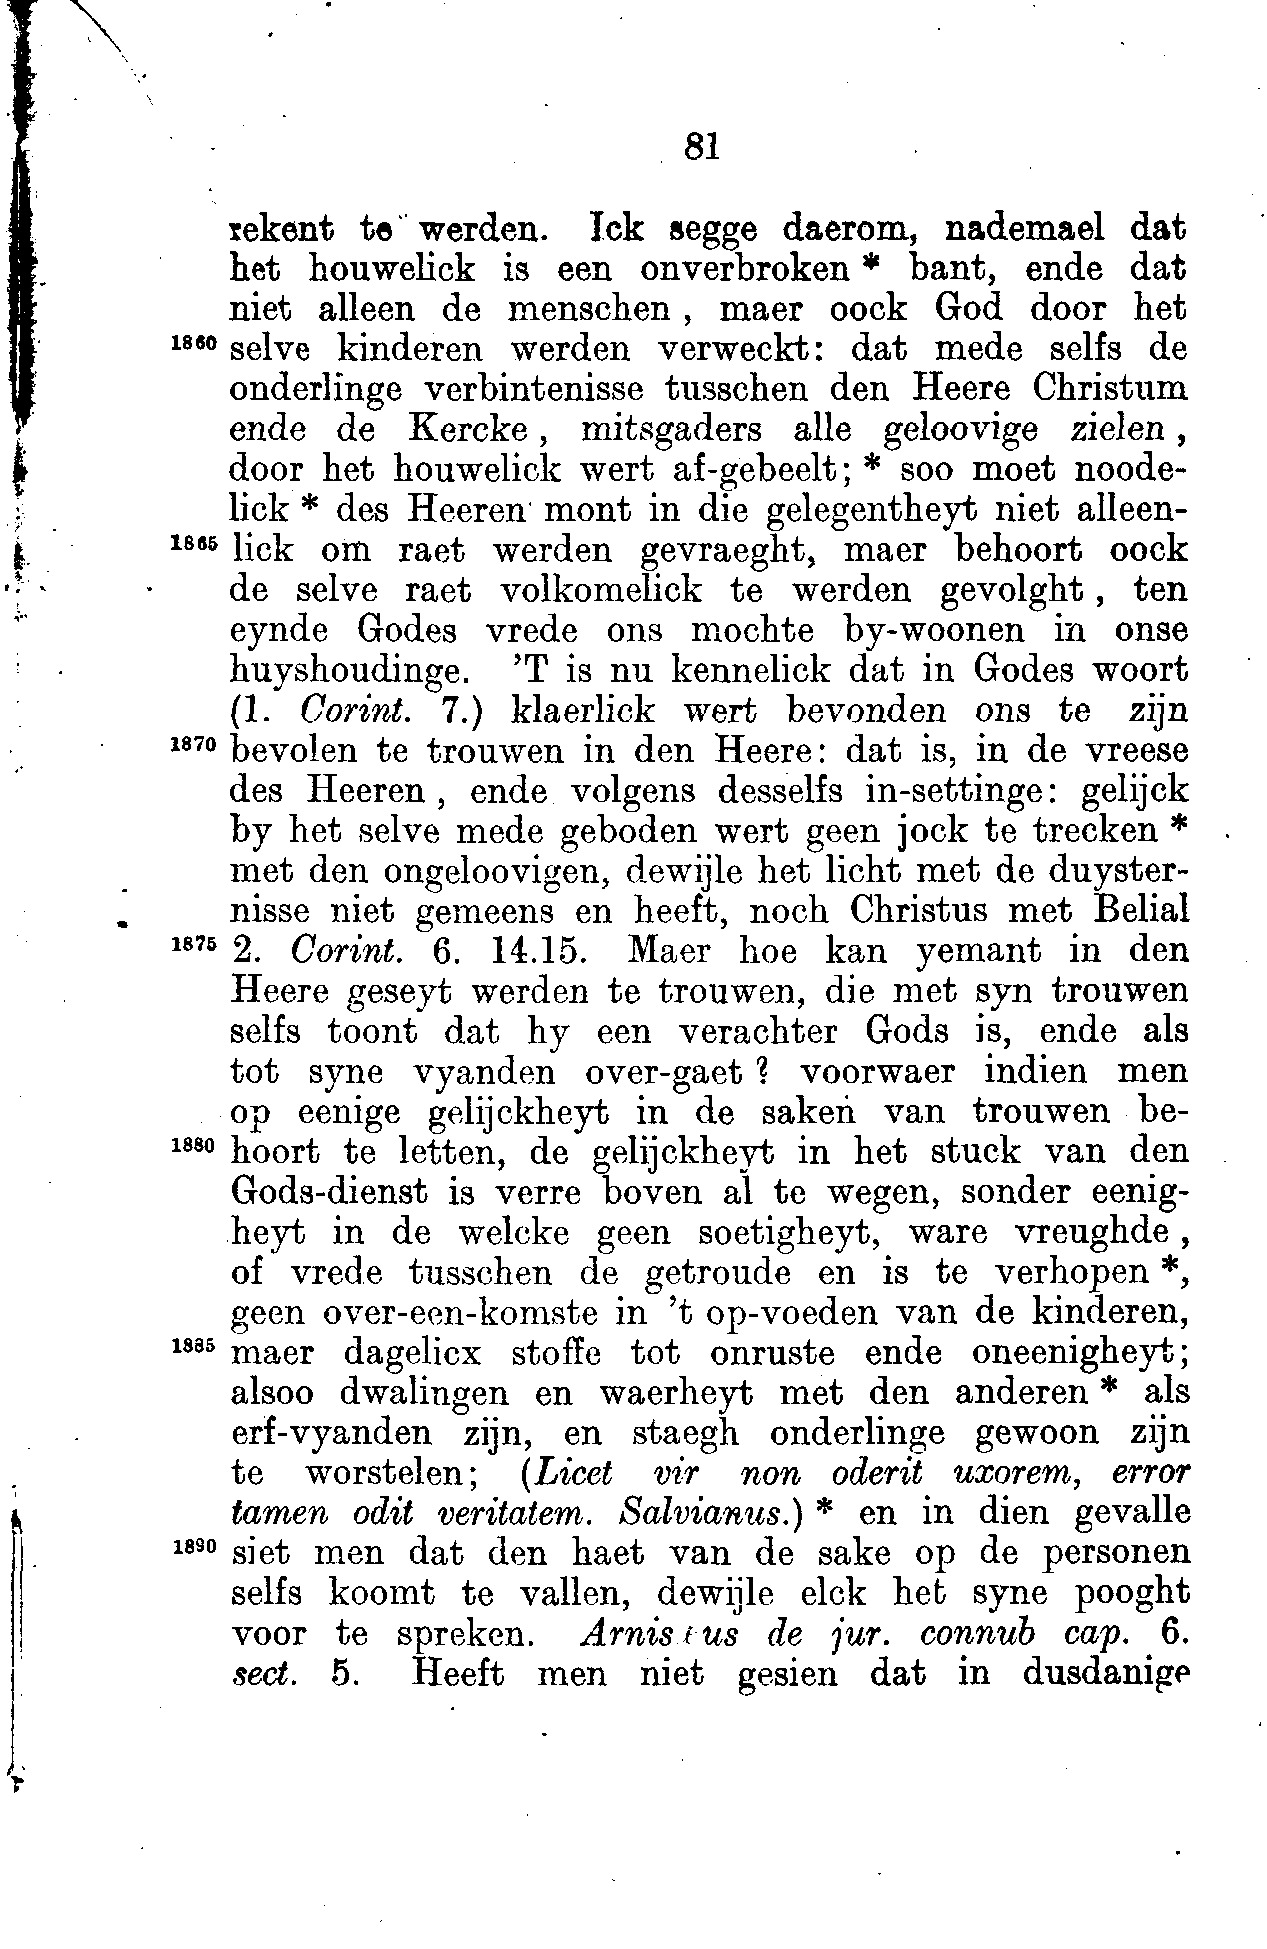 81
rekent te werden. Ick segge daerom, nademael dat
het houwelick is een onverbroken * bant, ende dat
niet alleen de menschen, maer oock God door het
1860 selve kinderen werden verweckt: dat mede selfs de
onderlinge verbintenisse tusschen den Heere Christum
ende de Kercke, mitsgaders alle geloovige zielen,
door het houwelick wert af-gebeelt; * soo moet noode-
lick * des Heeren mont in die gelegentheyt niet alleen-
1865 lick om raet werden gevraeght, maer behoort oock
de selve raet volkomelick te werden gevolght, ten
eynde Godes vrede ons mochte by-woonen in onse
huyshoudinge. 'T is nu kennelick dat in Godes woort
(1. Corint. 7.) klaerlick wert bevonden ons te zijn
1870 bevolen te trouwen in den Heere: dat is, in de vreese
des Heeren, ende volgens desselfs in-settinge: gelijck
by het selve mede geboden wert geen jock te trecken *
met den ongeloovigen, dewijle het licht met de duyster-
nisse niet gemeens en heeft, noch Christus met Belial
1875 2. Corint. 6. 14.15. Maer hoe kan yemant in den
Heere geseyt werden te trouwen, die met syn trouwen
selfs toont dat hy een verachter Gods is, ende als
tot syne vyanden over-gaet? voorwaer indien men
op eenige gelijckheyt in de saken van trouwen be-
1880 hoort te letten, de gelijckheyt in het stuck van den
Gods-dienst is verre boven al te wegen, sonder eenig-
heyt in de welcke geen soetigheyt, ware vreughde,
of vrede tusschen de getroude en is te verhopen *,
geen over-een-komste in 't op-voeden van de kinderen,
1885 maer dagelicx stoffe tot onruste ende oneenigheyt;
alsoo dwalingen en waerheyt met den anderen * als
erf-vyanden zijn, en staegh onderlinge gewoon zijn
te worstelen; (Licet vir non oderit uxorem, error
tamen odit veritatem. Salvianus.) * en in dien gevalle
1890 siet men dat den haet van de sake op de personen
selfs koomt te vallen, dewijle elck het syne pooght
voor te spreken. Arnisæus de jur. connub cap. 6.
sect. 5. Heeft men niet gesien dat in dusdanige